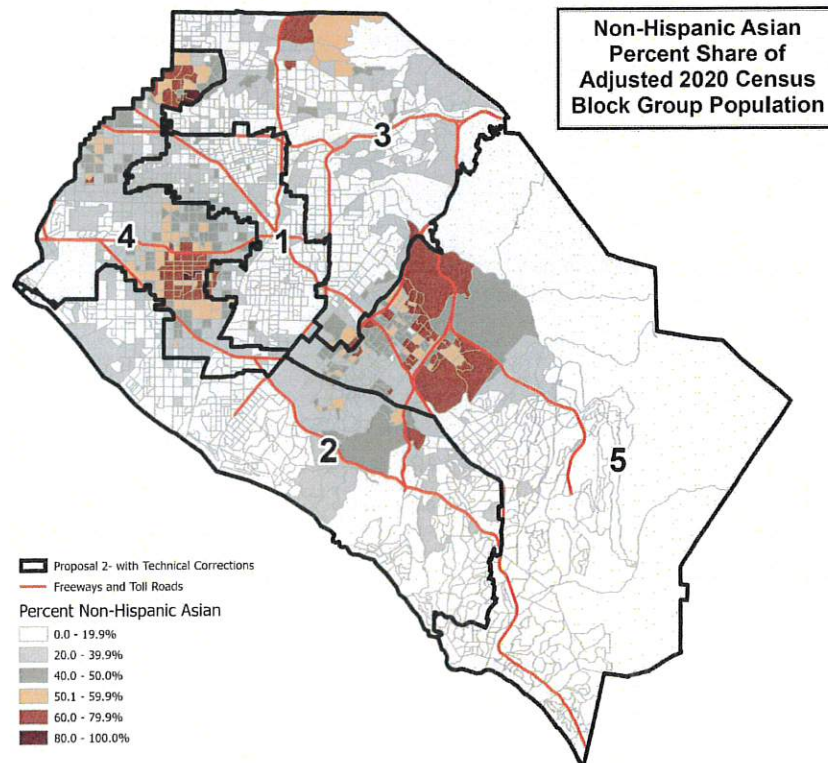 Non-Hispanic Asian
Percent Share of
Adjusted 2020 Census
Block Group Population
3
4
1
2
5
Proposal 2- with Technical Corrections
Freeways and Toll Roads
Percent Non-Hispanic Asian
0.0 - 19.9%
20.0 - 39.9%
40.0 - 50.0%
50.1 - 59.9%
60.0 - 79.9%
80.0 - 100.0%